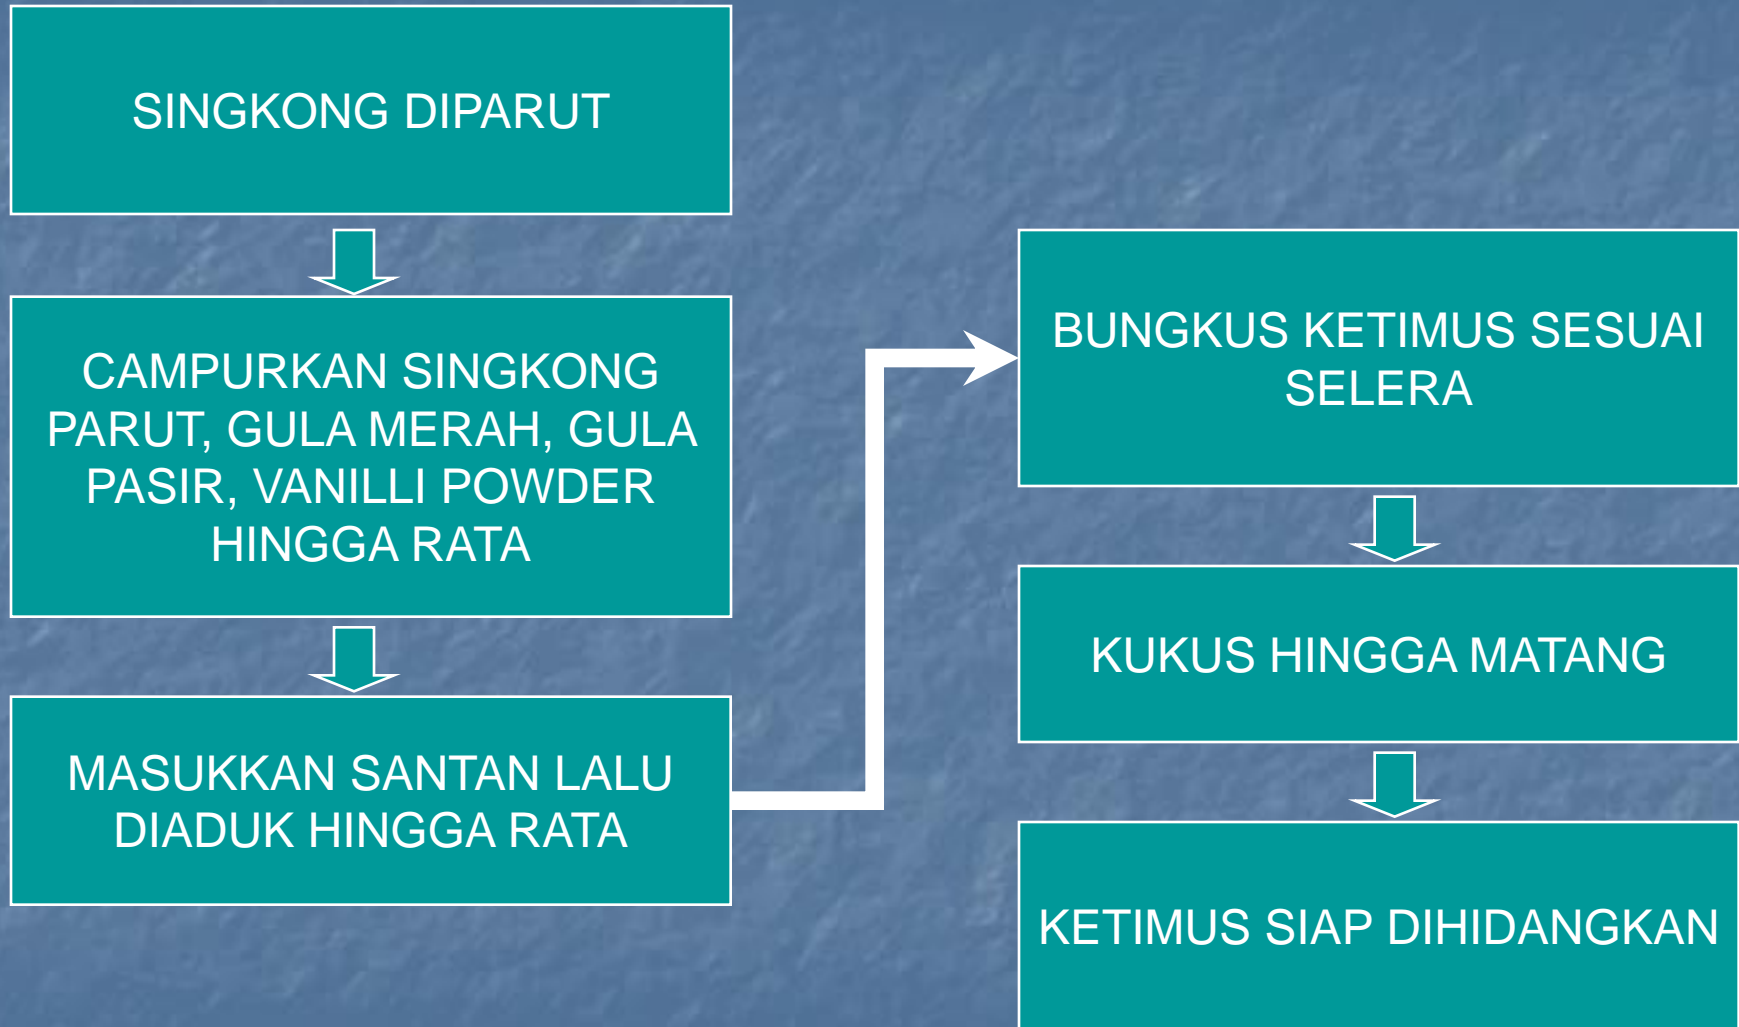 SINGKONG DIPARUT
CAMPURKAN SINGKONG
PARUT, GULA MERAH, GULA
PASIR, VANILLI POWDER
HINGGA RATA
MASUKKAN SANTAN LALU
DIADUK HINGGA RATA
BUNGKUS KETIMUS SESUAI
SELERA
KUKUS HINGGA MATANG
KETIMUS SIAP DIHIDANGKAN